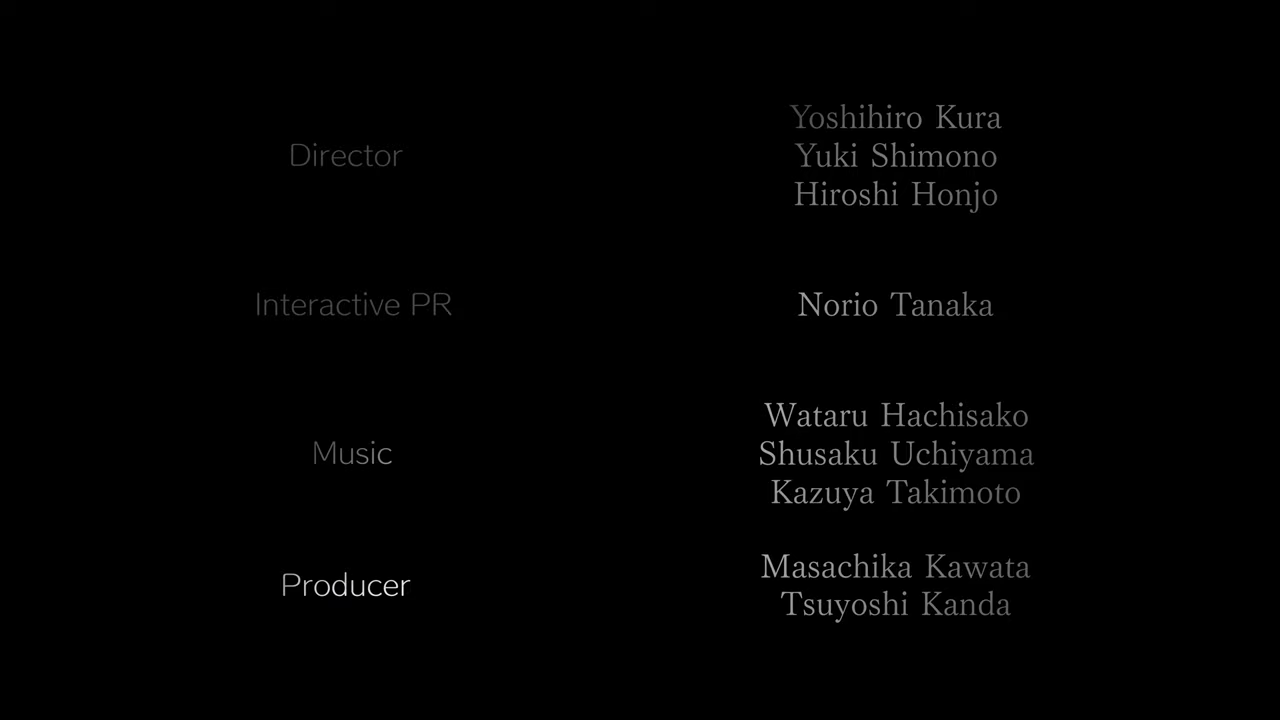 Director
Yoshihiro Kura
Yuki Shimono
Hiroshi Honjo
Interactive PR
Norio Tanaka
Music
Wataru Hachisako
Shusaku Uchiyama
Kazuya Takimoto
Producer
Masachika Kawata
Tsuyoshi Kanda